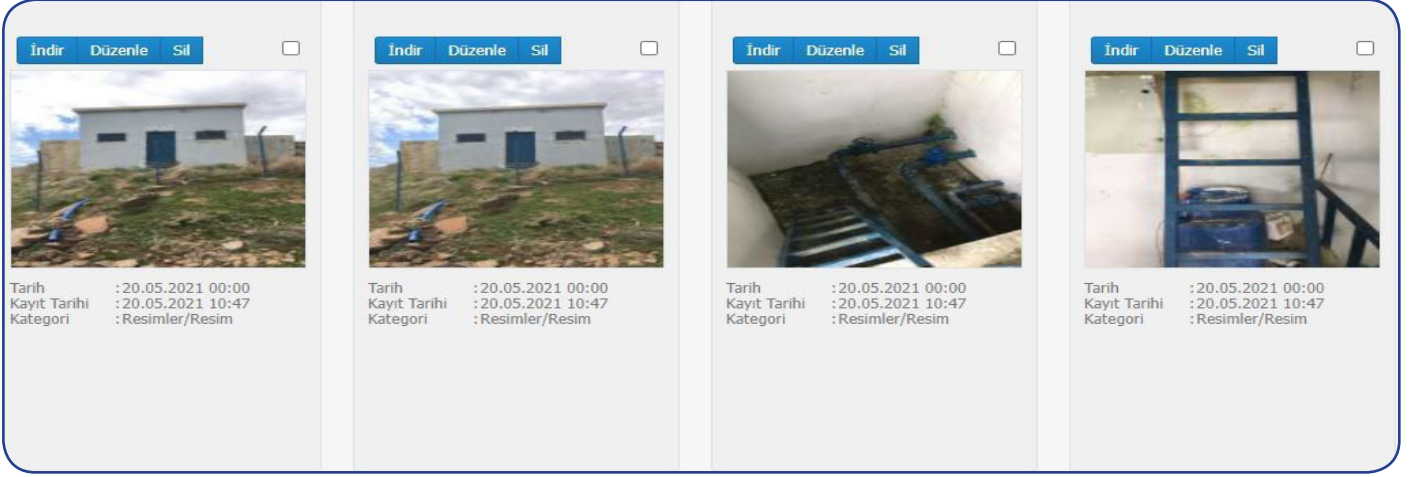 İndir Düzenle Sil
İndir Düzenle Sil
İndir Düzenle Sil
İndir Düzenle Sil
Tarih :20.05.2021 00:00
Kayıt Tarihi :20.05.2021 10:47
Kategori :Resimler/Resim
Tarih :20.05.2021 00:00
Kayıt Tarihi :20.05.2021 10:47
Kategori :Resimler/Resim
Tarih :20.05.2021 00:00
Kayıt Tarihi :20.05.2021 10:47
Kategori :Resimler/Resim
Tarih :20.05.2021 00:00
Kayıt Tarihi :20.05.2021 10:47
Kategori :Resimler/Resim